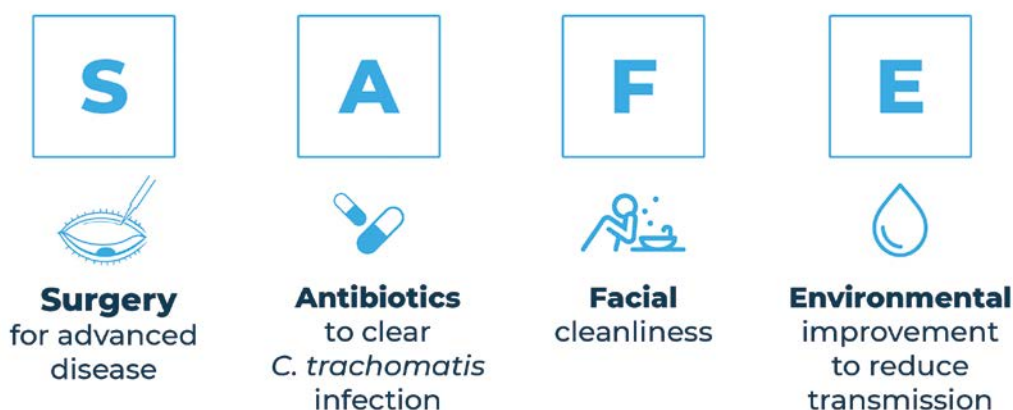 S
A
F
E
Surgery
for advanced
disease
Antibiotics
to clear
C. trachomatis
infection
Facial
cleanliness
Environmental
improvement
to reduce
transmission